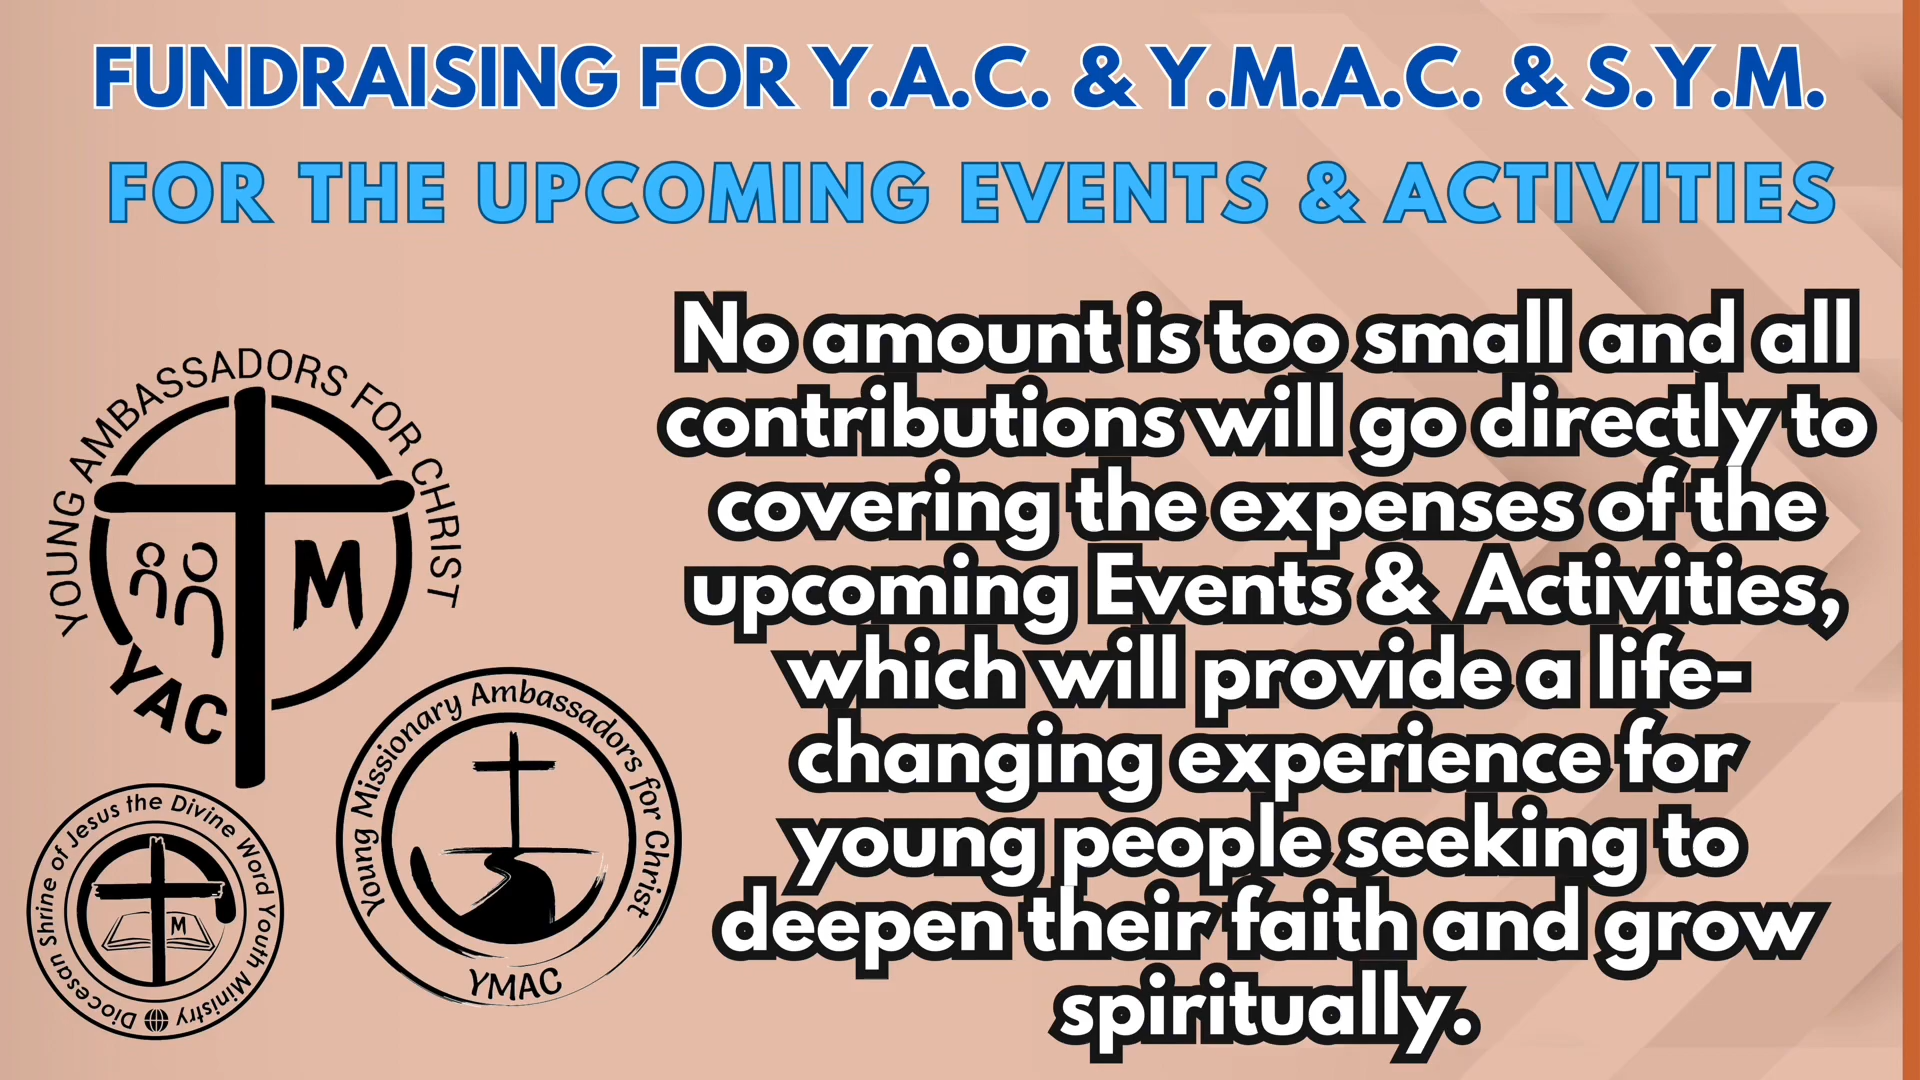 FUNDRAISING FOR Y.A.C. & Y.M.A.C. & S.Y.M.
FOR THE UPCOMING EVENTS & ACTIVITIES
No amount is too small and all
contributions will go directly to
covering the expenses of the
upcoming Events & Activities,
which will provide a life-
changing experience for
young people seeking to
deepen their faith and grow
spiritually.
YOUNG AMBASSADORS FOR CHRIST
M
YAC
Young Missionary Ambassadors for Christ
YMAC
Diocesan Shrine of Jesus the Divine Word Youth Ministry
M